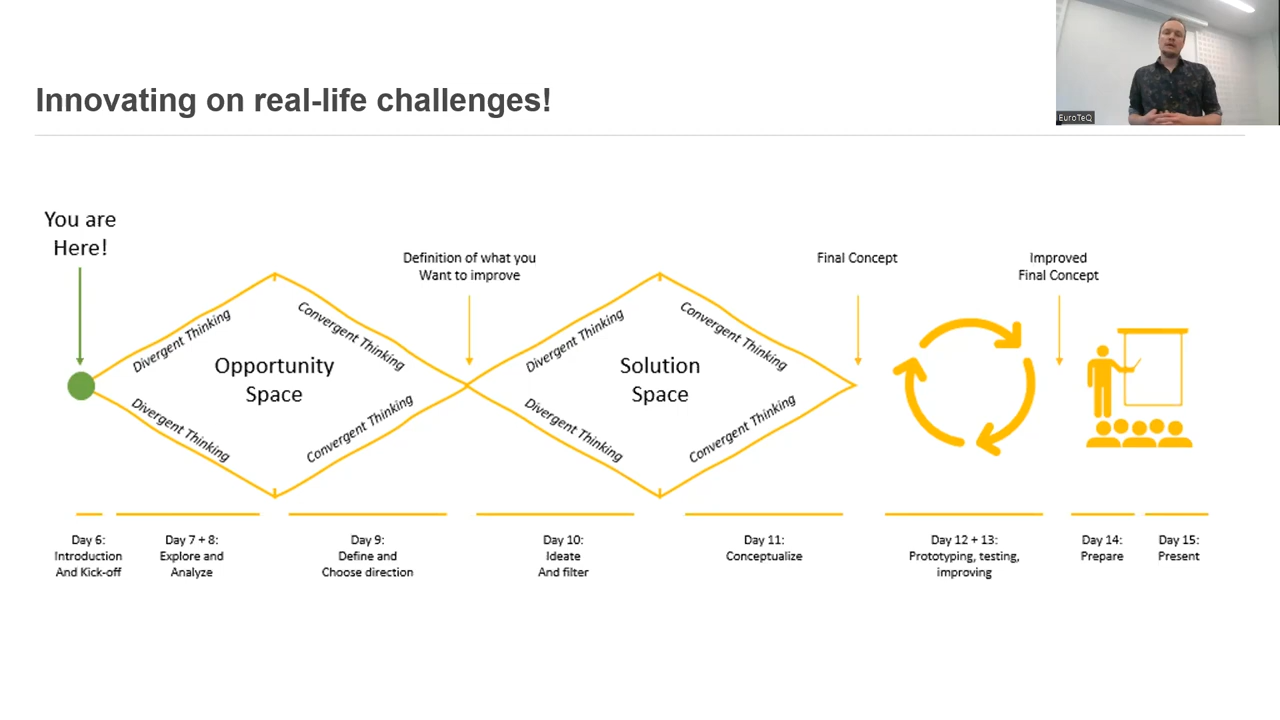 Innovating on real-life challenges!
EuroTeQ
You are
Here!
Definition of what you
Want to improve
Final Concept
Improved
Final Concept
Divergent Thinking
Convergent Thinking
Divergent Thinking
Convergent Thinking
Opportunity
Space
Solution
Space
Divergent Thinking
Convergent Thinking
Divergent Thinking
Convergent Thinking
Day 6:
Introduction
And Kick-off
Day 7 + 8:
Explore and
Analyze
Day 9:
Define and
Choose direction
Day 10:
Ideate
And filter
Day 11:
Conceptualize
Day 12 + 13:
Prototyping, testing,
improving
Day 14:
Prepare
Day 15:
Present